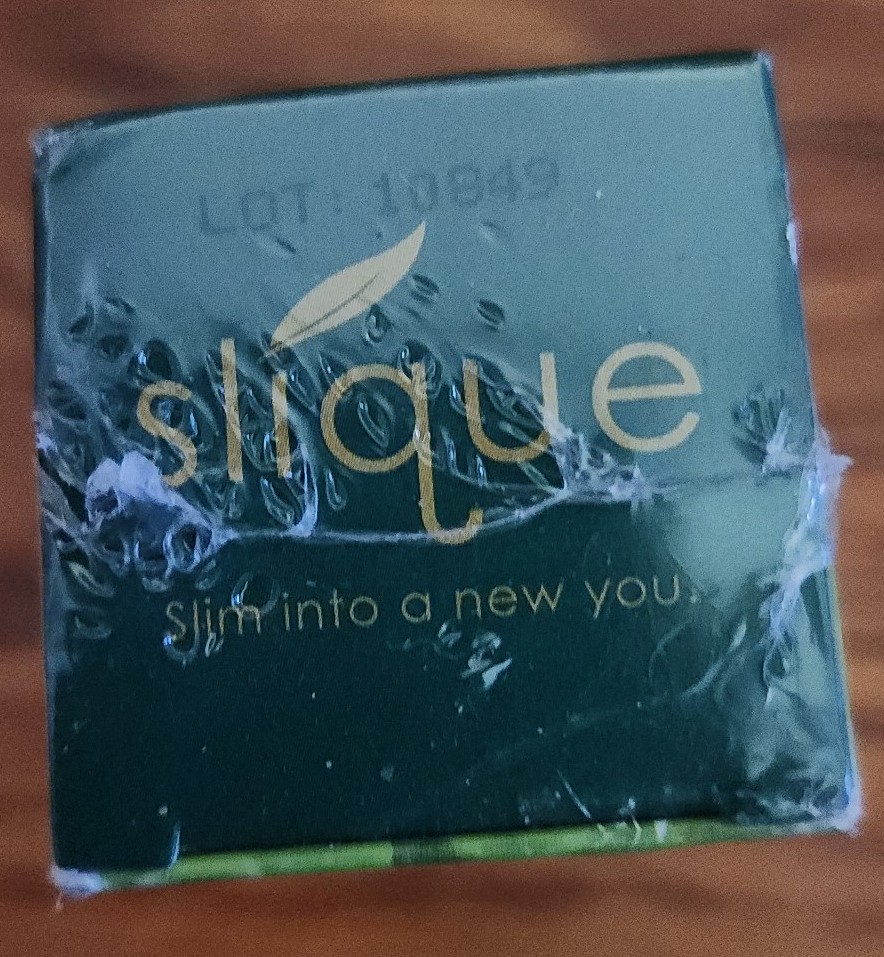 LOT: 10849
slique
Slim into a new you.